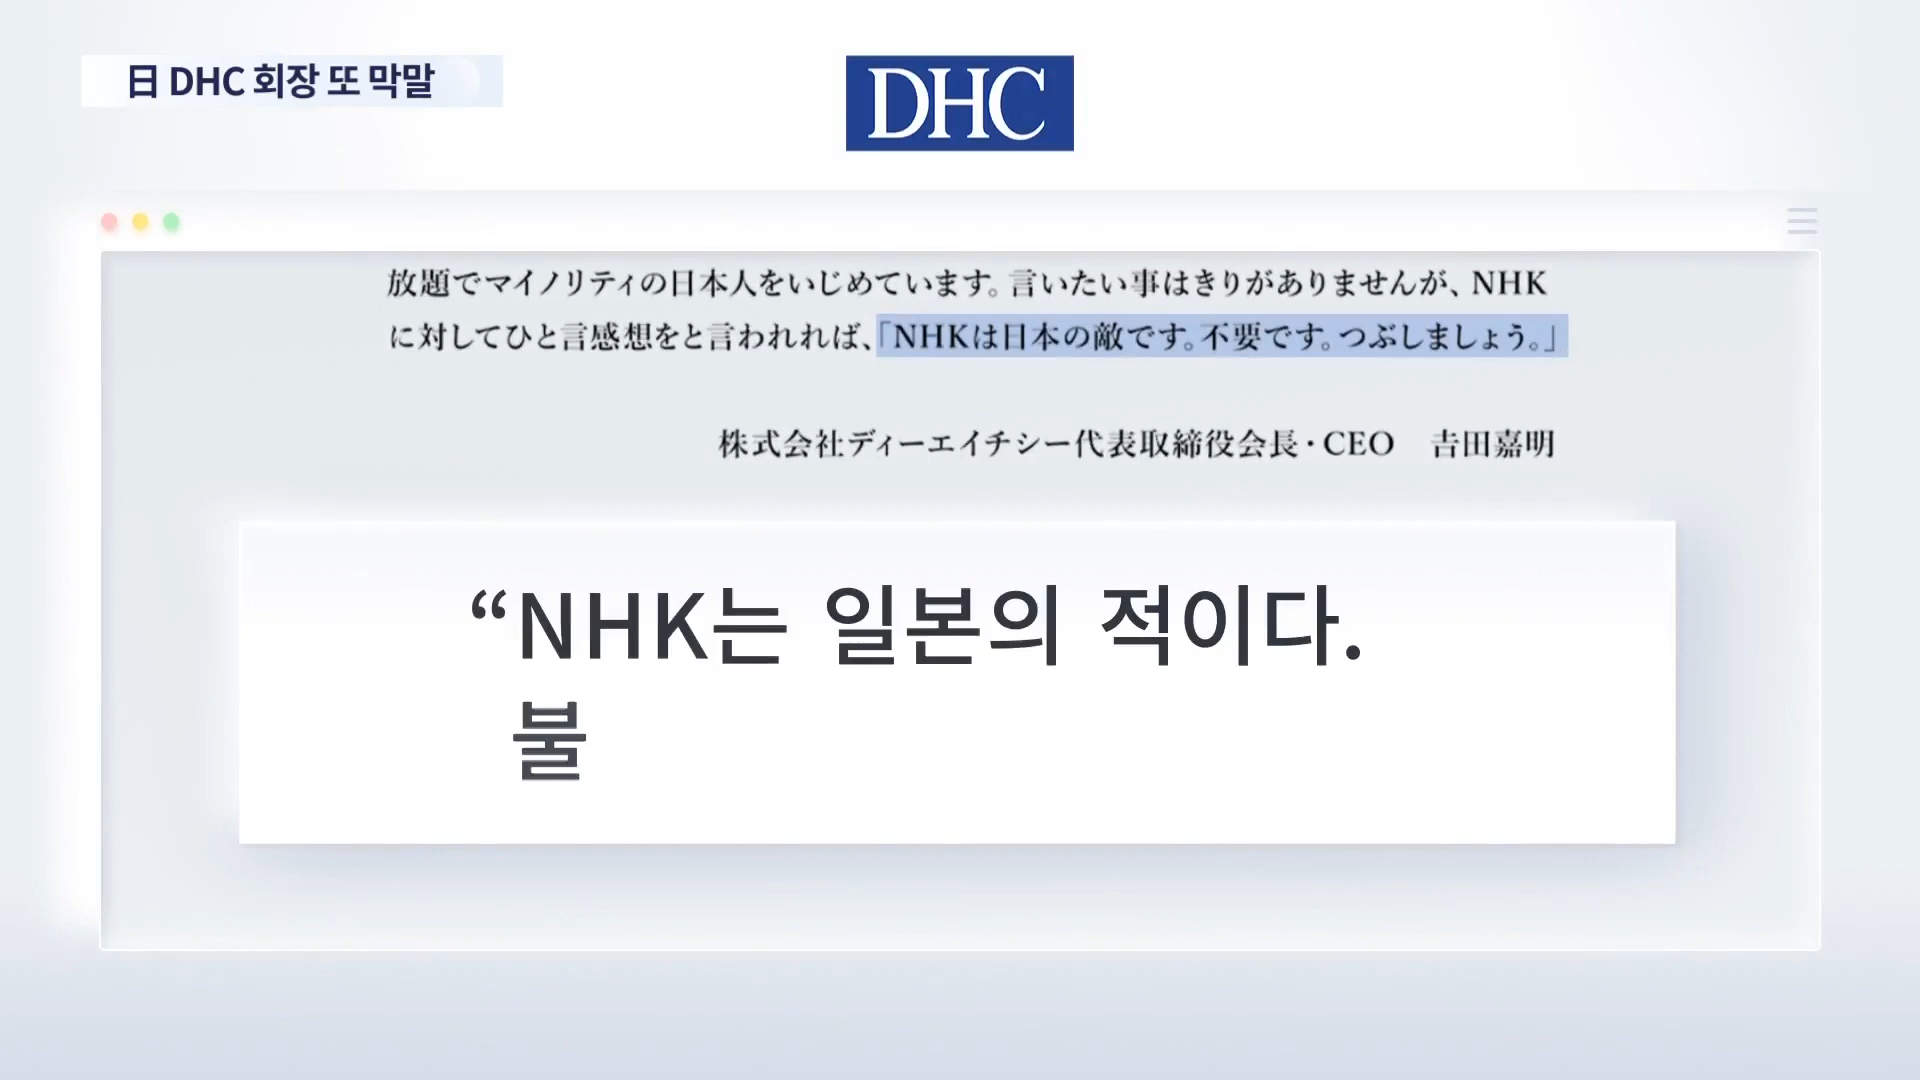 日 DHC 회장 또 막말
DHC
放題でマイノリティの日本人をいじめています。言いたい事はきりがありませんが、NHK
に対してひと言感想をと言われれば、「NHKは日本の敵です。不要です。つぶしましょう。」
株式会社ディーエイチシー代表取締役会長・CEO 𠮷田嘉明
“NHK는 일본의 적이다.
불